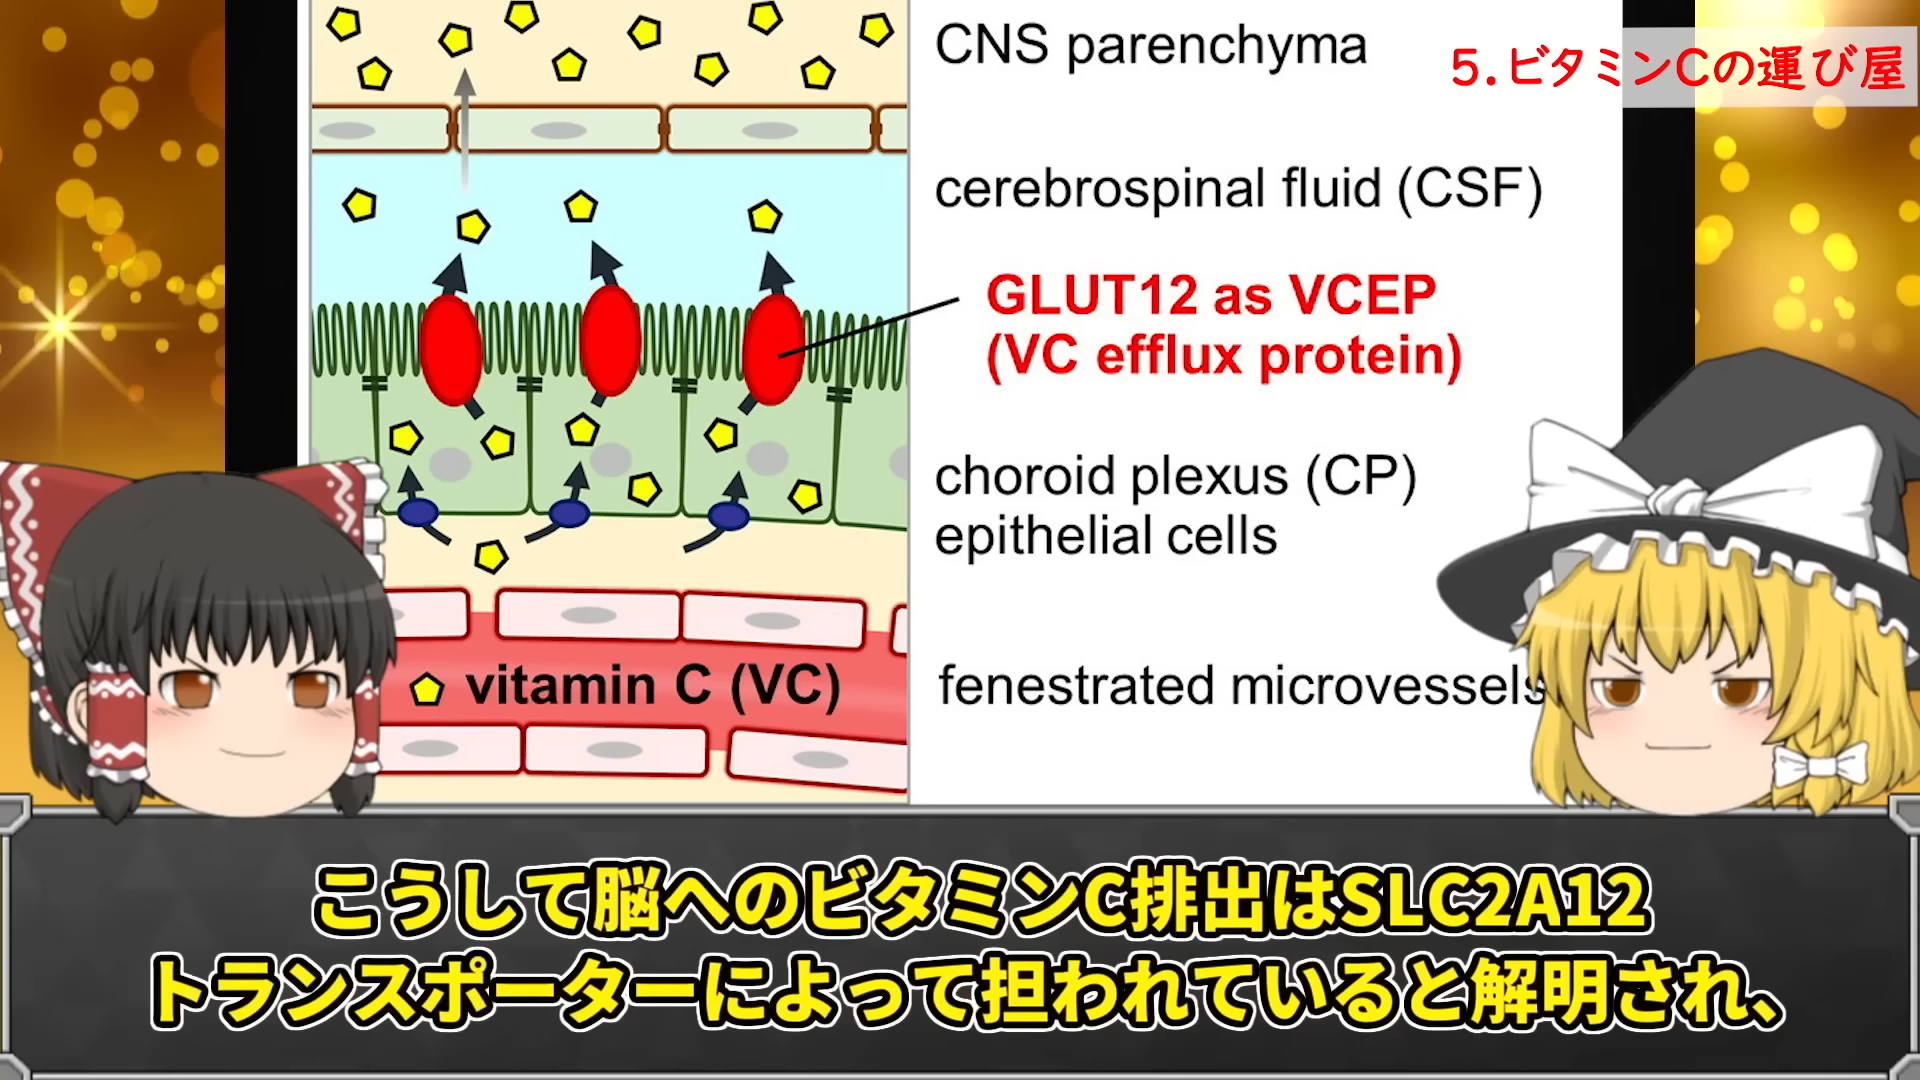 CNS parenchyma
5.ビタミンCの運び屋
cerebrospinal fluid (CSF)
GLUT12 as VCEP
(VC efflux protein)
choroid plexus (CP)
epithelial cells
vitamin C (VC)
fenestrated microvessels
こうして脳へのビタミンC排出はSLC2A12
トランスポーターによって担われていると解明され、